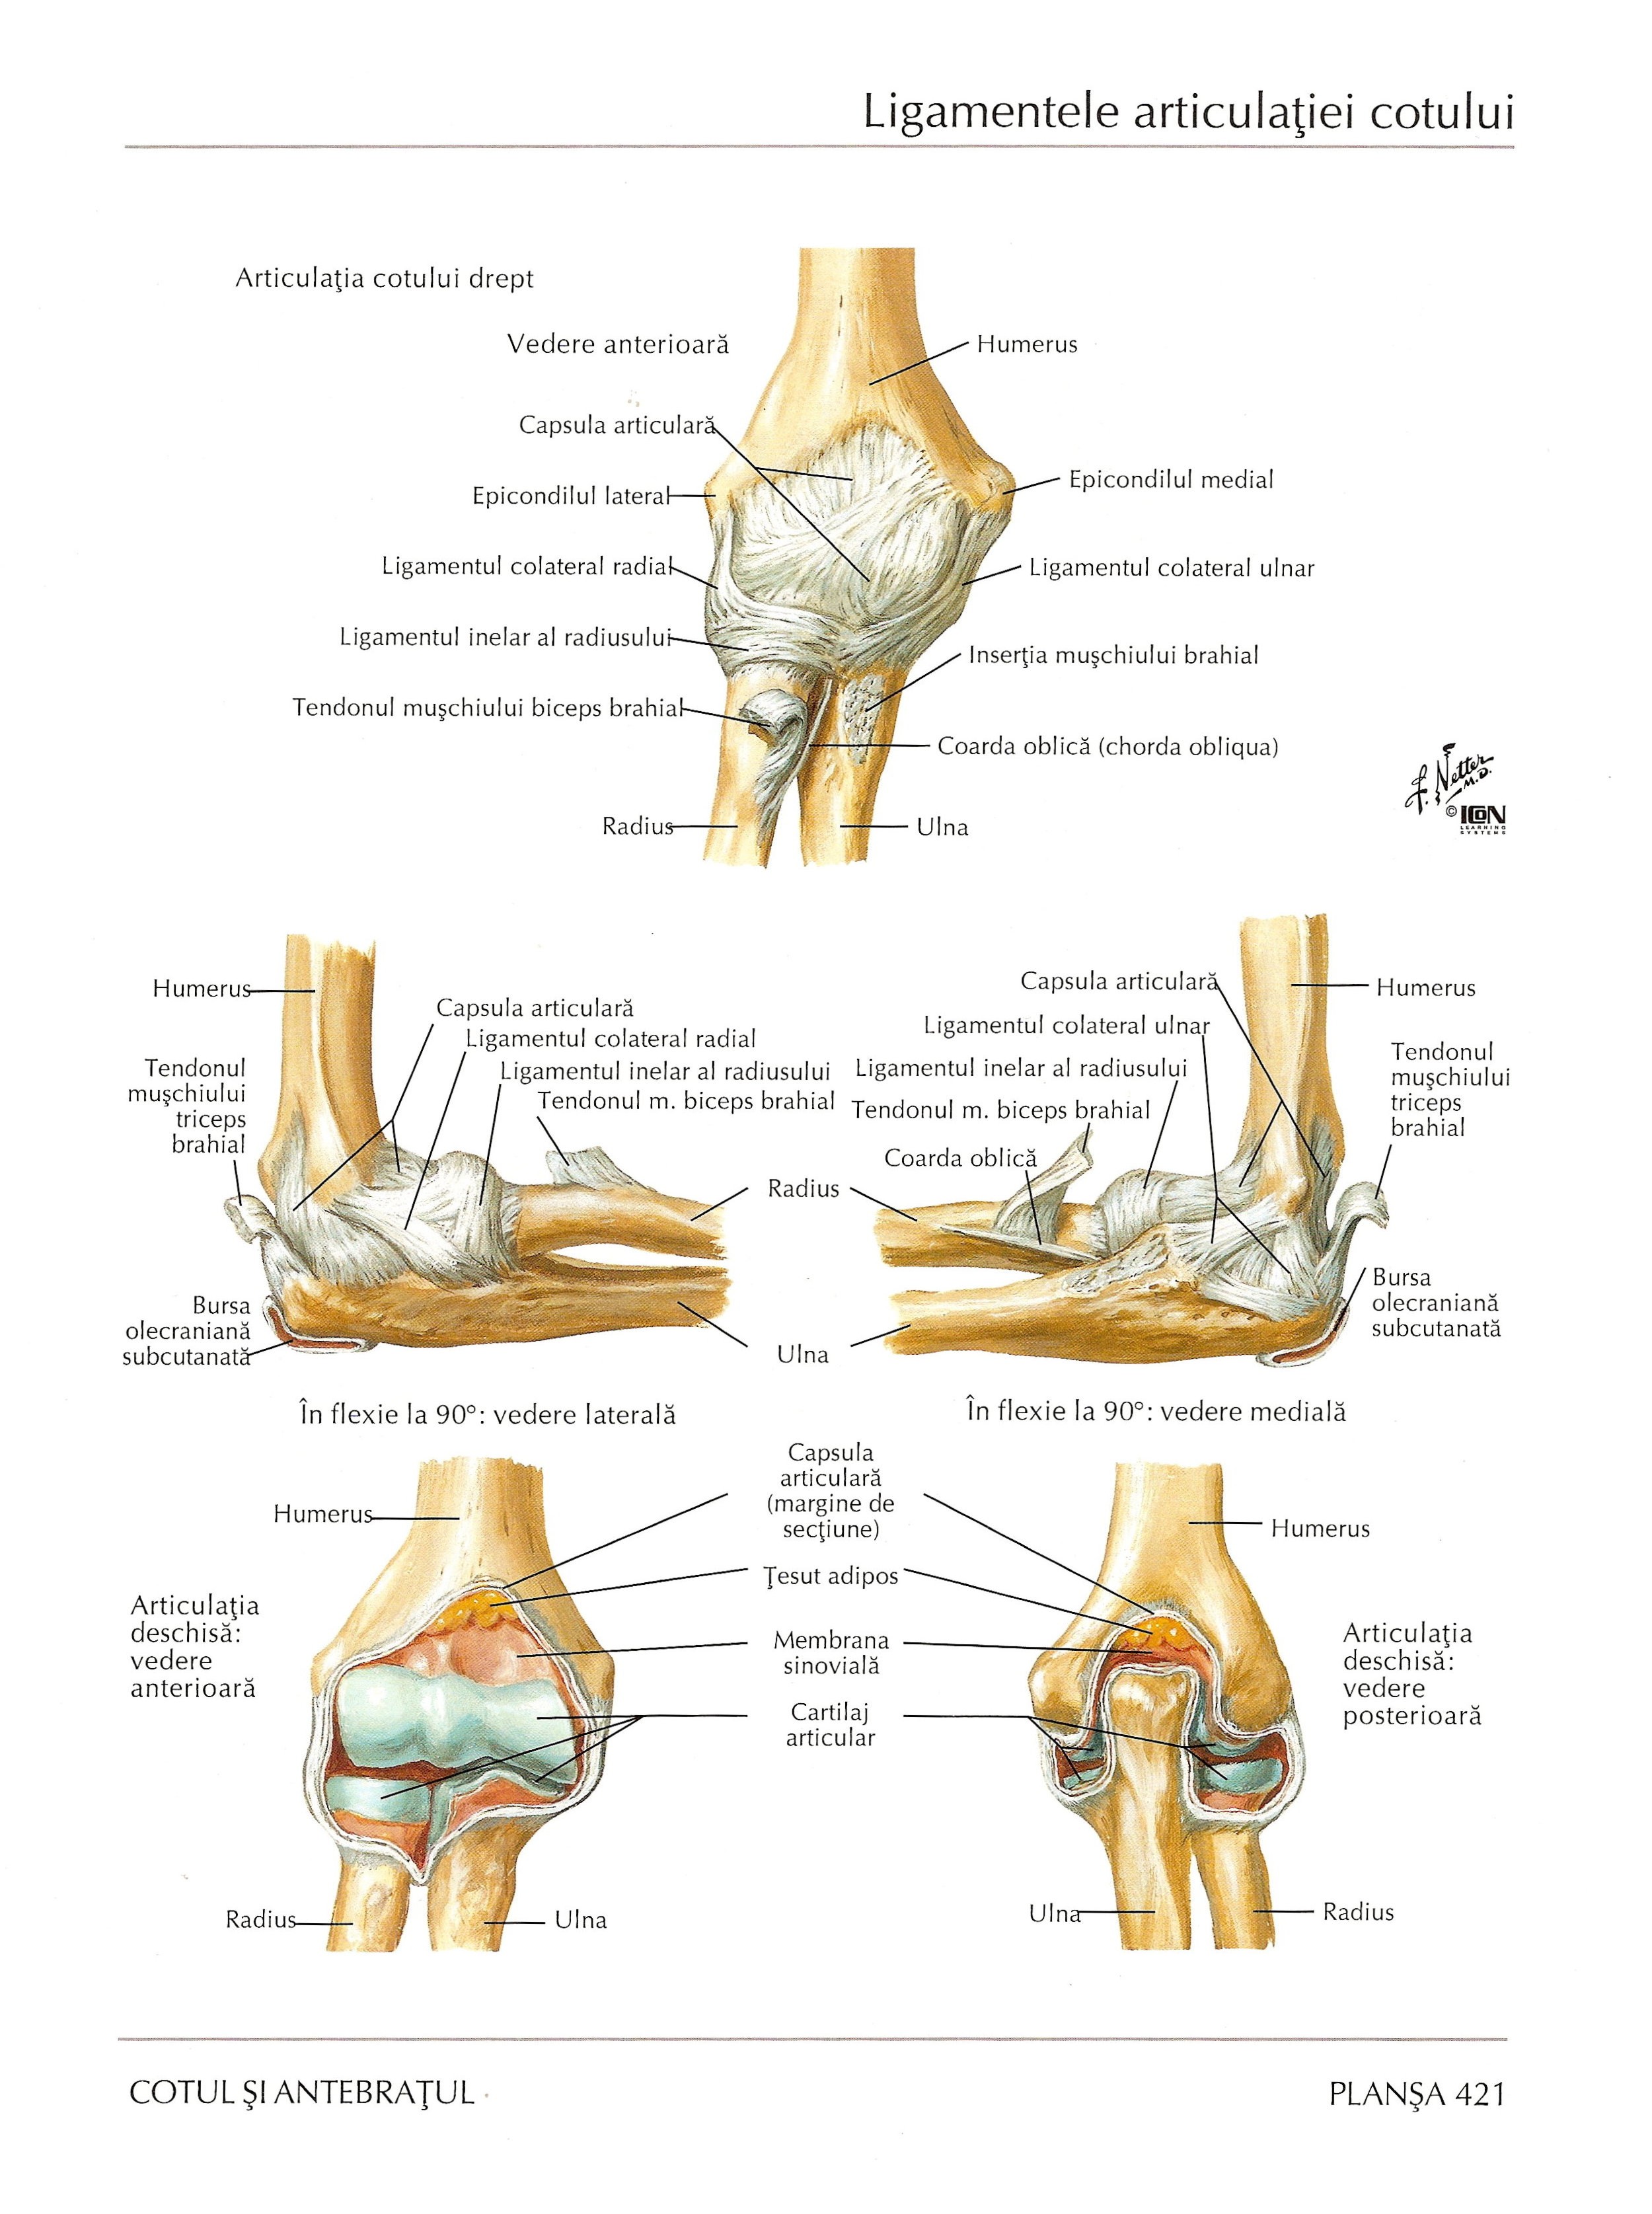 Ligamentele articulaţiei cotului
Articulaţia cotului drept
Vedere anterioară
Humerus
Capsula articulară
Epicondilul lateral
Epicondilul medial
Ligamentul colateral radial
Ligamentul colateral ulnar
Ligamentul inelar al radiusului
Inserţia muşchiului brahial
Tendonul muşchiului biceps brahial
Coarda oblică (chorda obliqua)
Radius
Ulna
F. Netter
M.D.
© ICON
LEARNING
SYSTEMS
Humerus
Capsula articulară
Ligamentul colateral radial
Ligamentul inelar al radiusului
Tendonul m. biceps brahial
Tendonul
muşchiului
triceps
brahial
Bursa
olecraniană
subcutanată
Radius
Ulna
Capsula articulară
Ligamentul colateral ulnar
Ligamentul inelar al radiusului
Tendonul m. biceps brahial
Coarda oblică
Humerus
Tendonul
muşchiului
triceps
brahial
Bursa
olecraniană
subcutanată
În flexie la 90°: vedere laterală
În flexie la 90°: vedere medială
Humerus
Articulaţia
deschisă:
vedere
anterioară
Capsula
articulară
(margine de
secţiune)
Ţesut adipos
Membrana
sinovială
Cartilaj
articular
Humerus
Articulaţia
deschisă:
vedere
posterioară
Radius
Ulna
Ulna
Radius
COTUL ŞI ANTEBRAŢUL
PLANŞA 421